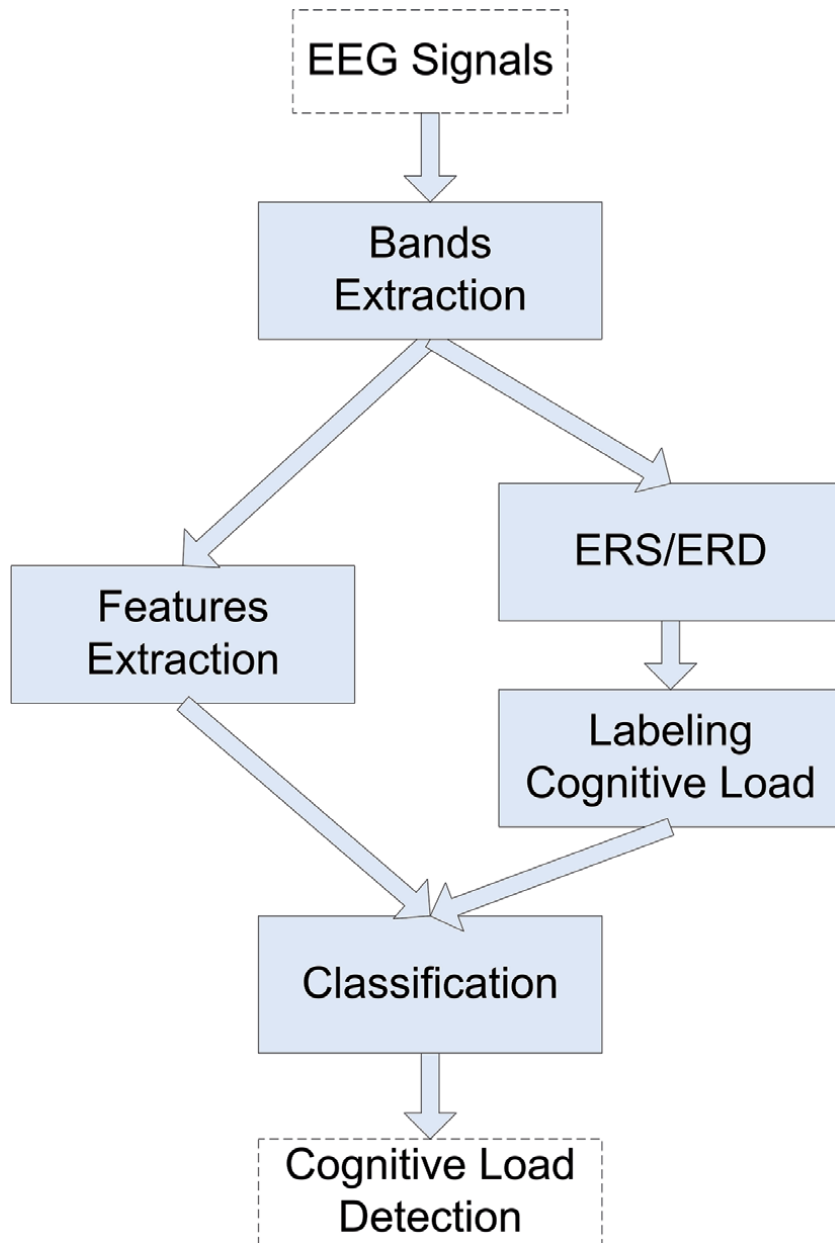 EEG Signals
Bands
Extraction
ERS/ERD
Features
Extraction
Labeling
Cognitive Load
Classification
Cognitive Load
Detection